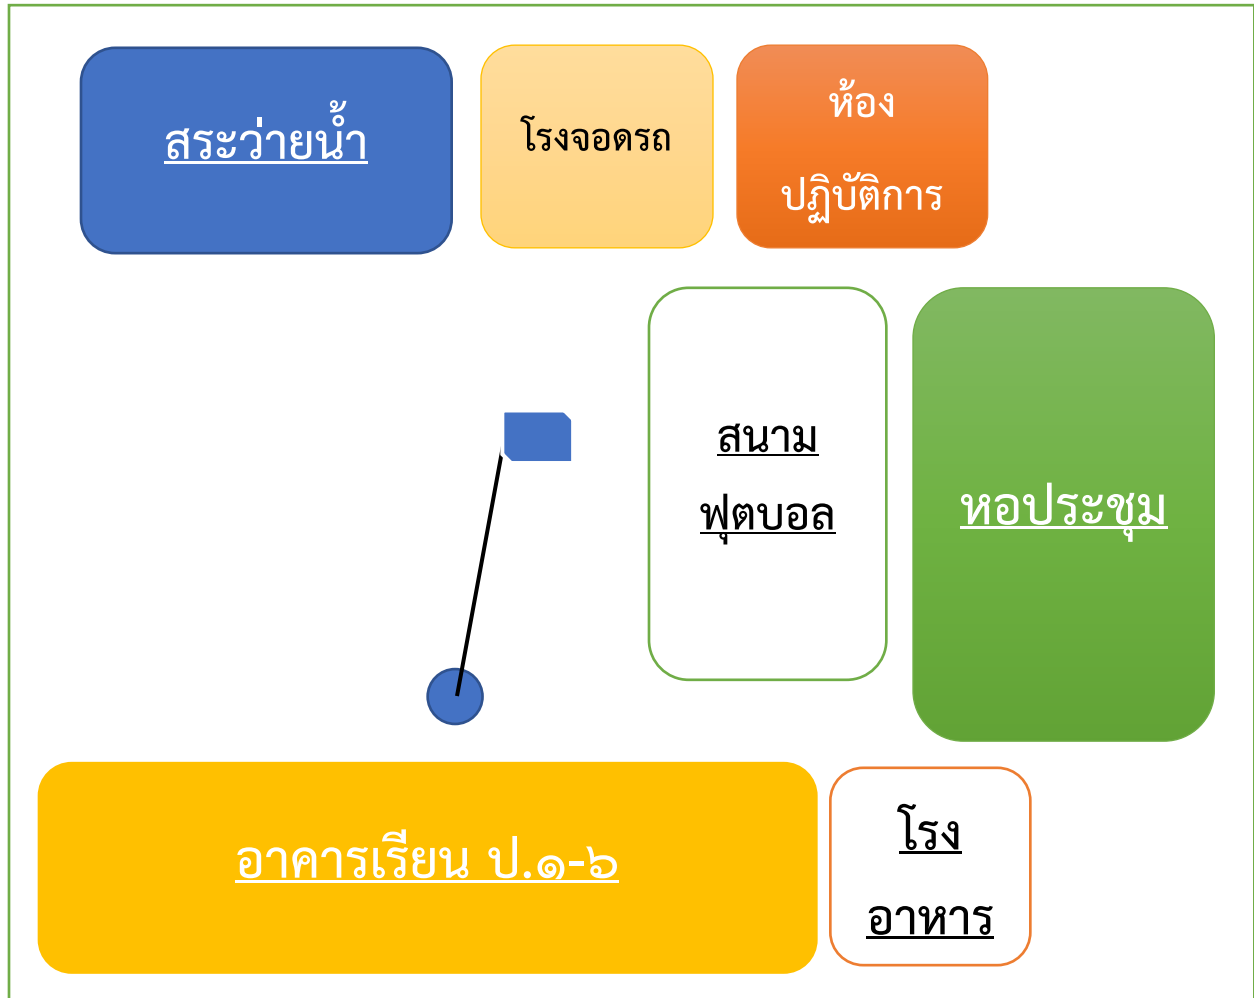 สระว่ายน้ำ
โรงจอดรถ
ห้อง
ปฏิบัติการ
สนาม
ฟุตบอล
หอประชุม
อาคารเรียน ป.๑-๖
โรง
อาหาร